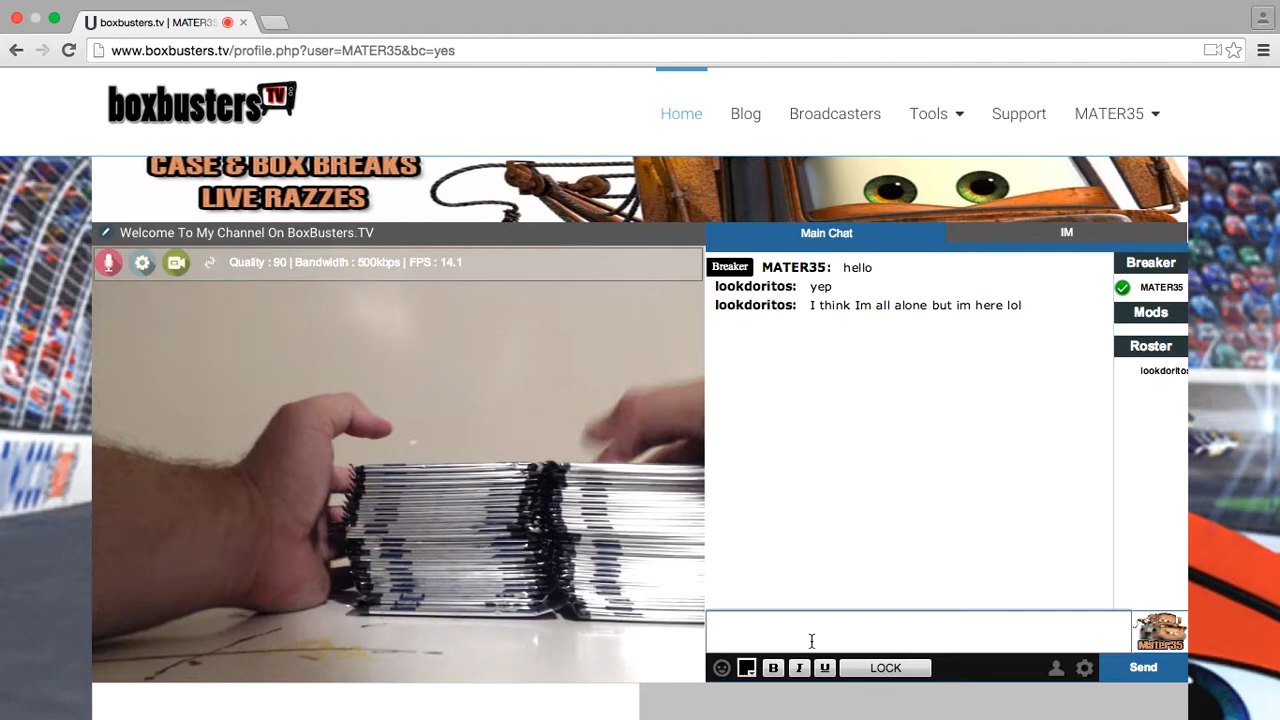 boxbusters.tv | MATER35
www.boxbusters.tv/profile.php?user=MATER35&bc=yes
boxbusters TV
Home Blog Broadcasters Tools Support MATER35
CASE & BOX BREAKS
LIVE RAZZES
Welcome To My Channel On BoxBusters.TV
Main Chat IM
Quality : 90 | Bandwidth : 500kbps | FPS : 14.1
Breaker MATER35: hello
lookdoritos: yep
lookdoritos: I think Im all alone but im here lol
Breaker
MATER35
Mods
Roster
lookdoritos
Mater35
B I U LOCK Send